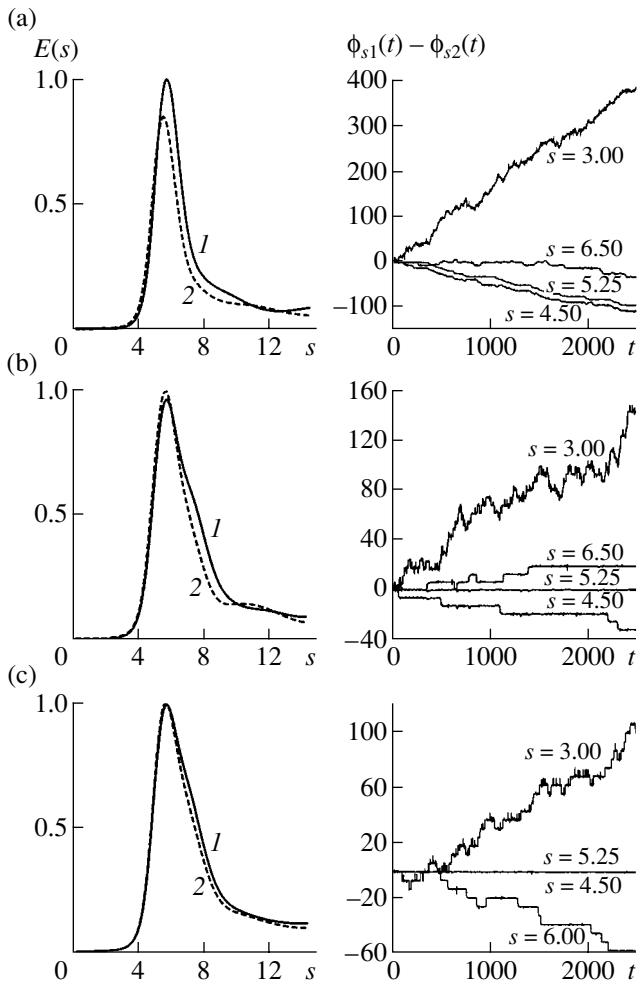 (a)
E(s)
1.0
0.5
1
2
0 4 8 12 s
ϕs1(t) – ϕs2(t)
400
300
200
100
0
–100
s = 3.00
s = 6.50
s = 5.25
s = 4.50
0 1000 2000 t
(b)
1.0
0.5
1
2
0 4 8 12 s
160
120
80
40
0
–40
s = 3.00
s = 6.50
s = 5.25
s = 4.50
0 1000 2000 t
(c)
1.0
0.5
1
2
0 4 8 12 s
100
60
20
–20
–60
s = 3.00
s = 5.25
s = 4.50
s = 6.00
0 1000 2000 t